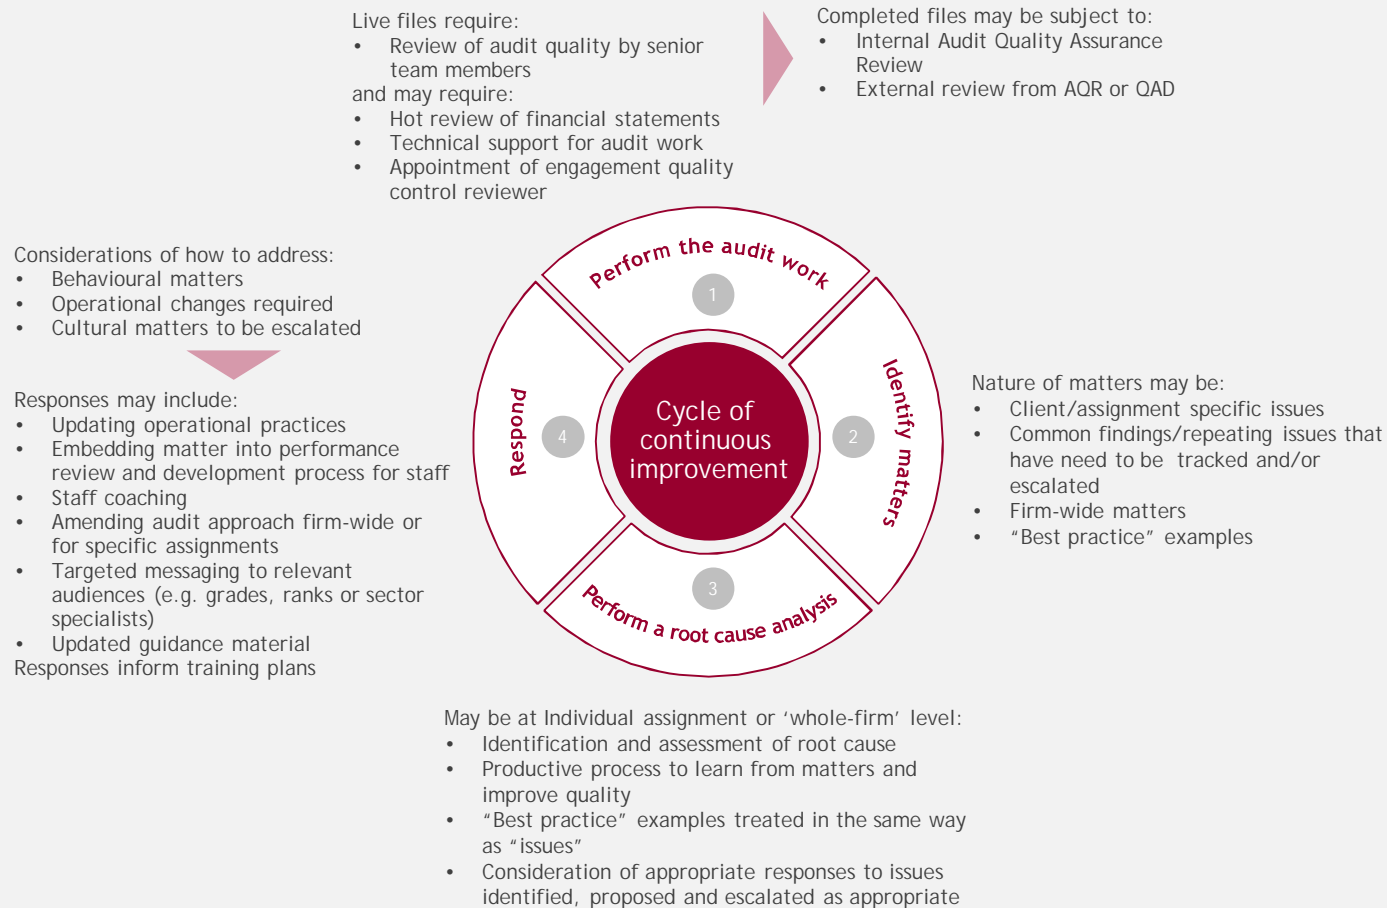 Live files require:
• Review of audit quality by senior
team members
and may require:
• Hot review of financial statements
• Technical support for audit work
• Appointment of engagement quality
control reviewer
Completed files may be subject to:
• Internal Audit Quality Assurance
Review
• External review from AQR or QAD
Perform the audit work
1
Identify matters
2
Perform a root cause analysis
3
Respond
4
Cycle of
continuous
improvement
Nature of matters may be:
• Client/assignment specific issues
• Common findings/repeating issues that
have need to be tracked and/or
escalated
• Firm-wide matters
• “Best practice” examples
May be at Individual assignment or ‘whole-firm’ level:
• Identification and assessment of root cause
• Productive process to learn from matters and
improve quality
• “Best practice” examples treated in the same way
as “issues”
• Consideration of appropriate responses to issues
identified, proposed and escalated as appropriate
Considerations of how to address:
• Behavioural matters
• Operational changes required
• Cultural matters to be escalated
Responses may include:
• Updating operational practices
• Embedding matter into performance
review and development process for staff
• Staff coaching
• Amending audit approach firm-wide or
for specific assignments
• Targeted messaging to relevant
audiences (e.g. grades, ranks or sector
specialists)
• Updated guidance material
Responses inform training plans